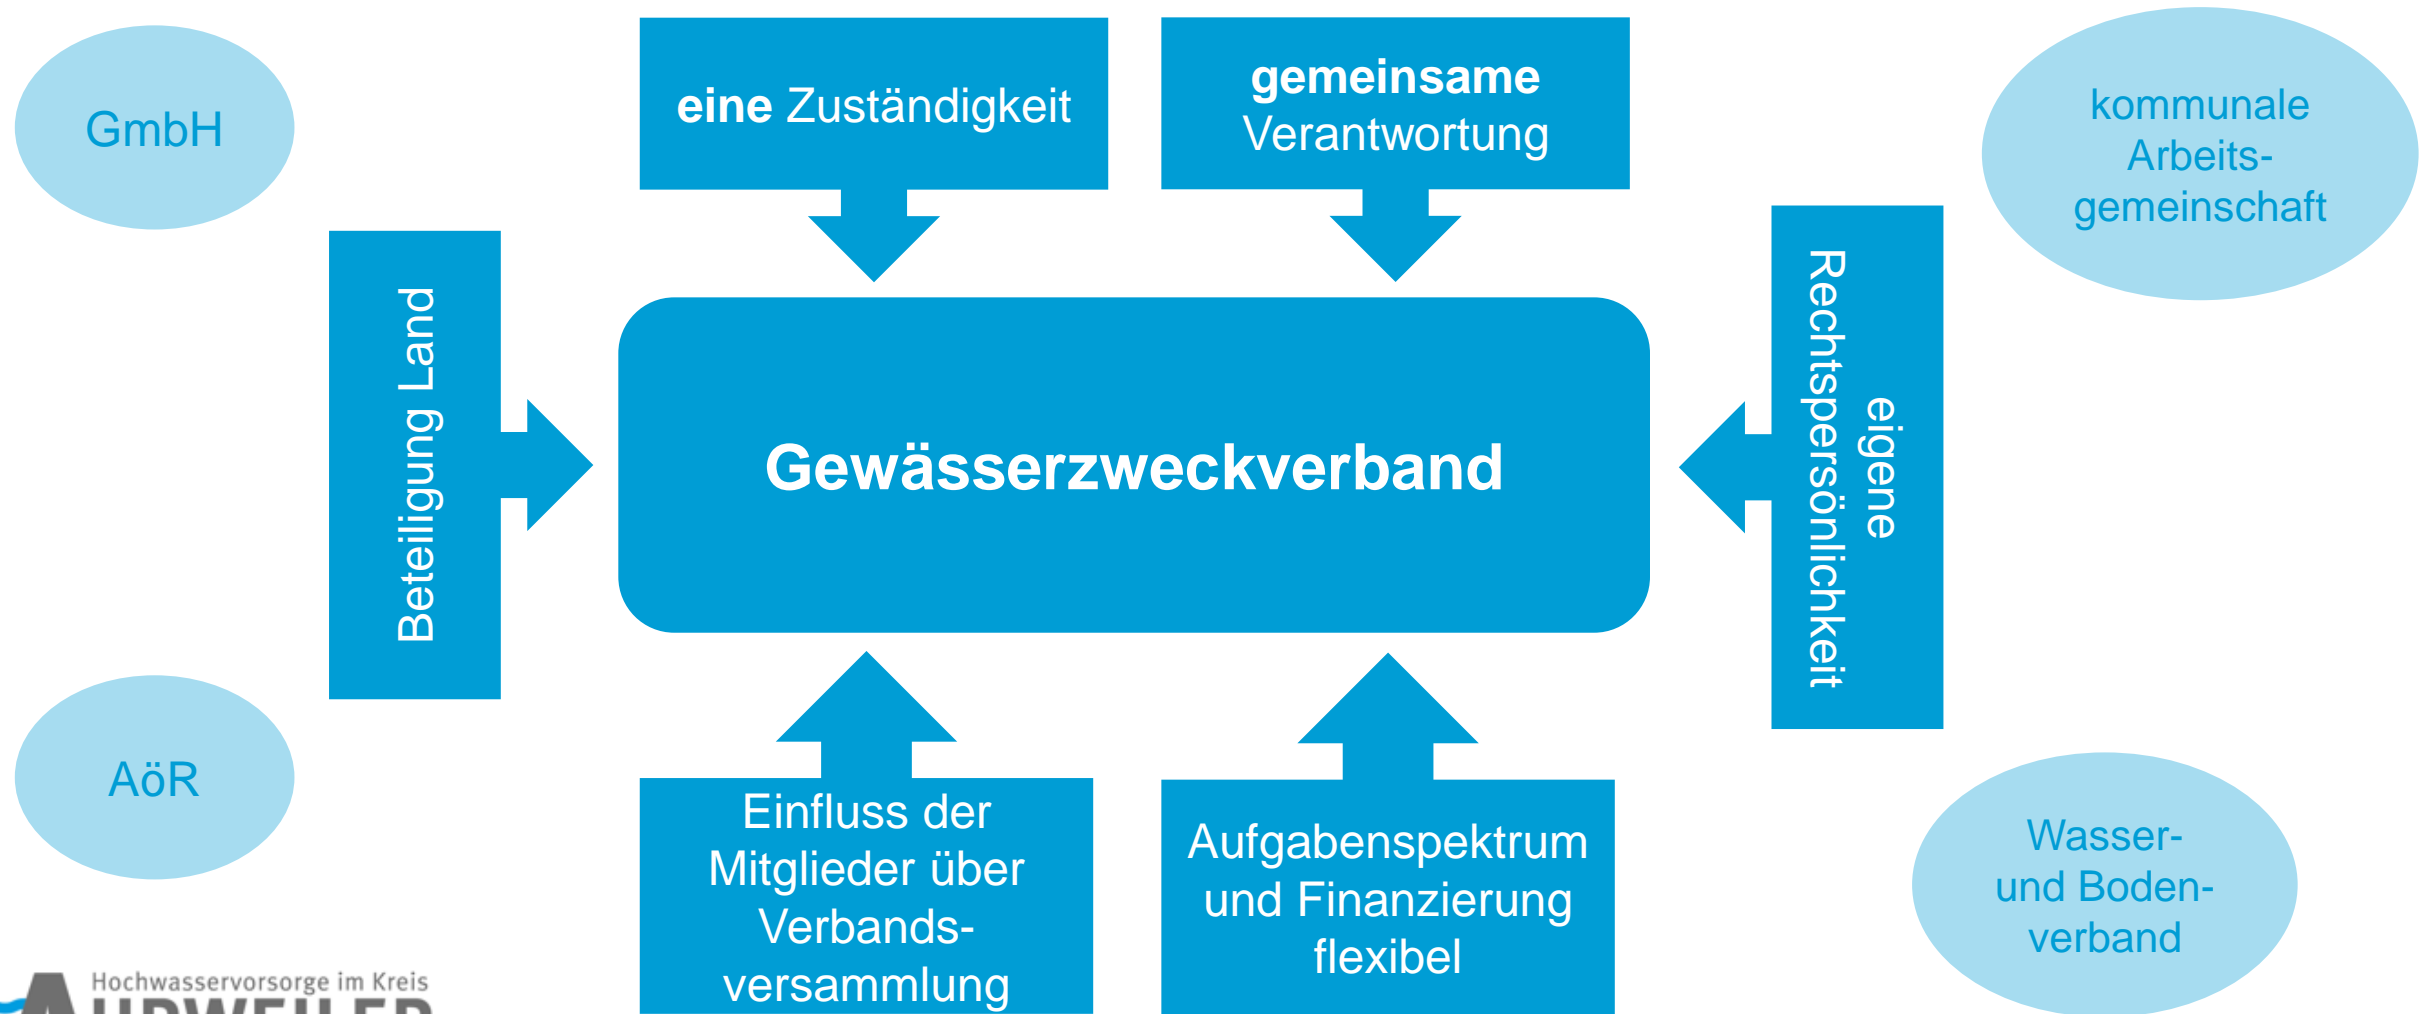 GmbH
eine Zuständigkeit
gemeinsame
Verantwortung
kommunale
Arbeits-
gemeinschaft
Beteiligung Land
Gewässerzweckverband
eigene
Rechtspersönlichkeit
AöR
Einfluss der
Mitglieder über
Verbands-
versammlung
Aufgabenspektrum
und Finanzierung
flexibel
Wasser-
und Boden-
verband
Hochwasservorsorge im Kreis
AHRWEILER